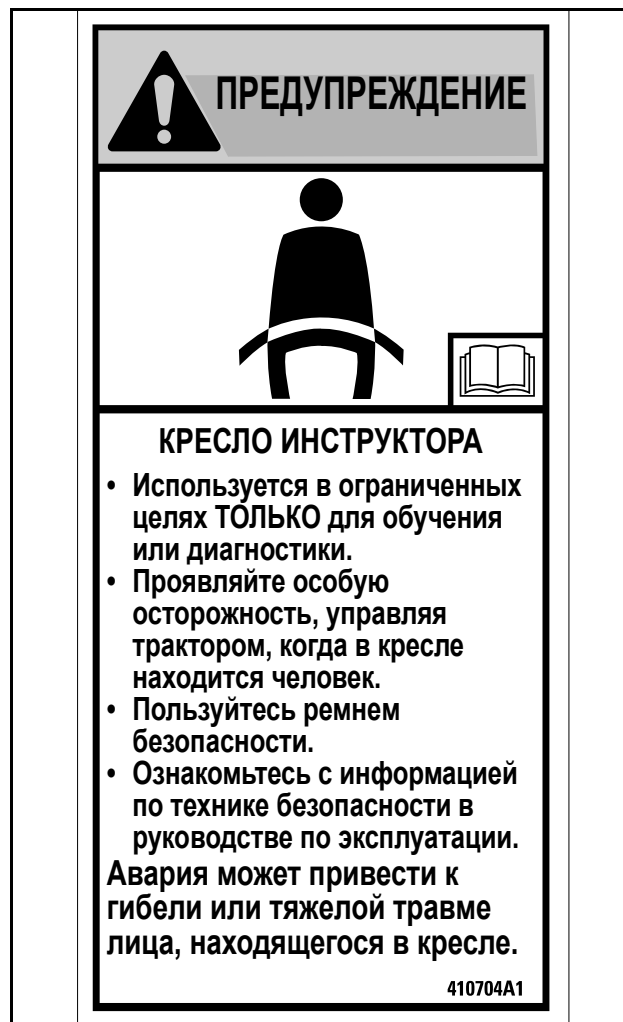 ПРЕДУПРЕЖДЕНИЕ
КРЕСЛО ИНСТРУКТОРА
• Используется в ограниченных
целях ТОЛЬКО для обучения
или диагностики.
• Проявляйте особую
осторожность, управляя
трактором, когда в кресле
находится человек.
• Пользуйтесь ремнем
безопасности.
• Ознакомьтесь с информацией
по технике безопасности в
руководстве по эксплуатации.
Авария может привести к
гибели или тяжелой травме
лица, находящегося в кресле.
410704A1